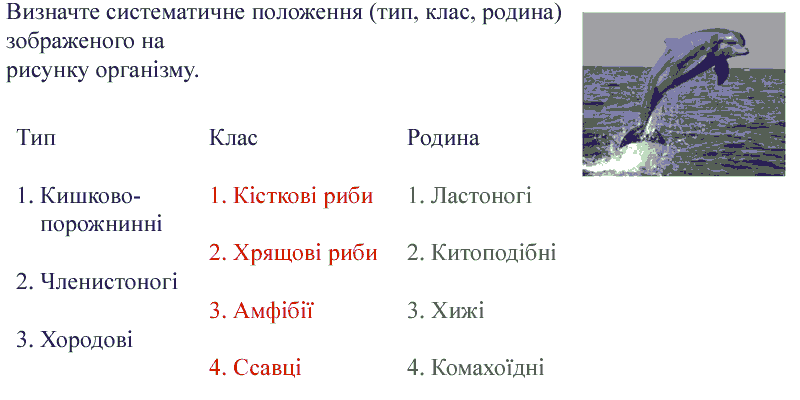 Визначте систематичне положення (тип, клас, родина)
зображеного на
рисунку організму.
Тип
Клас
Родина
1. Кишково-
порожнинні
2. Членистоногі
3. Хордові
1. Кісткові риби
2. Хрящові риби
3. Амфібії
4. Ссавці
1. Ластоногі
2. Китоподібні
3. Хижі
4. Комахоїдні